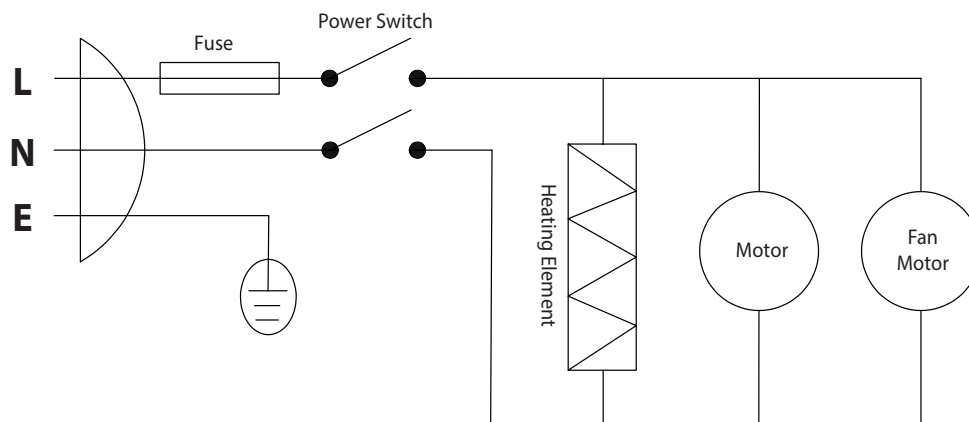 Power Switch
Fuse
L
N
E
Heating Element
Motor
Fan
Motor